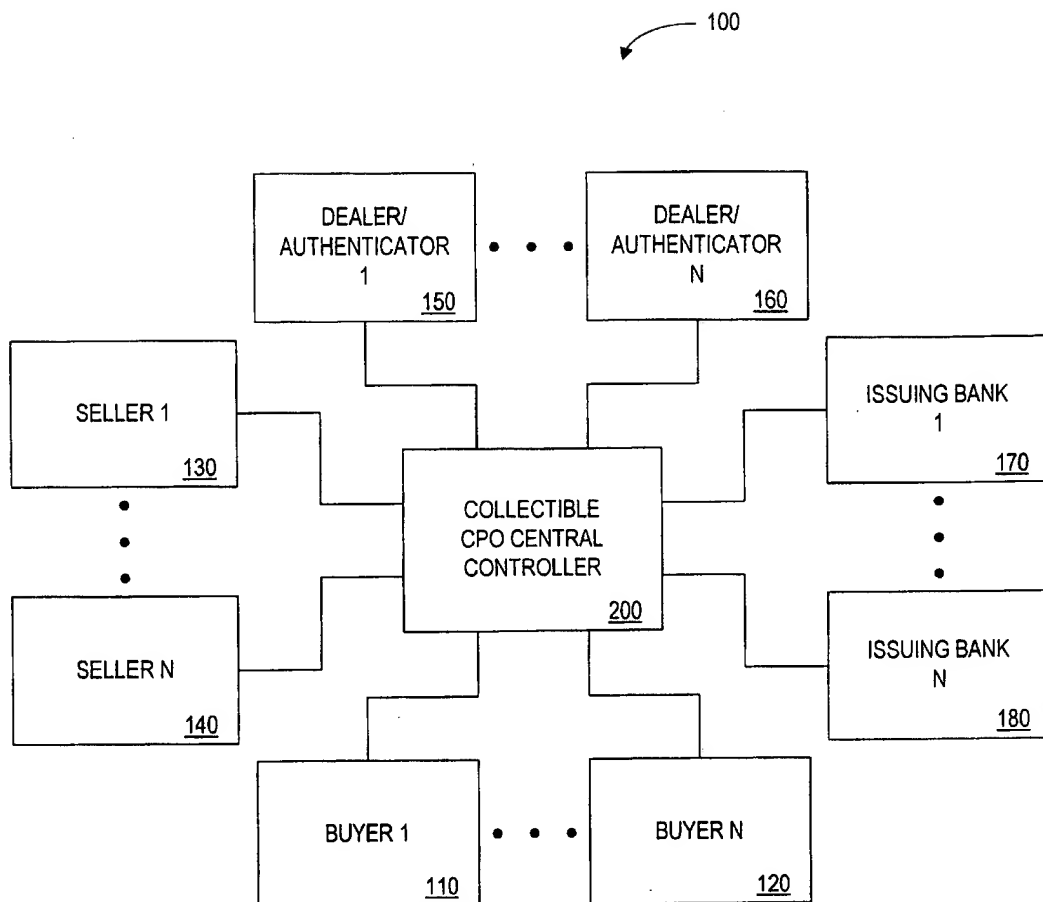 100
DEALER/
AUTHENTICATOR
1
150
DEALER/
AUTHENTICATOR
N
160
SELLER 1
130
ISSUING BANK
1
170
COLLECTIBLE
CPO CENTRAL
CONTROLLER
200
SELLER N
140
ISSUING BANK
N
180
BUYER 1
110
BUYER N
120